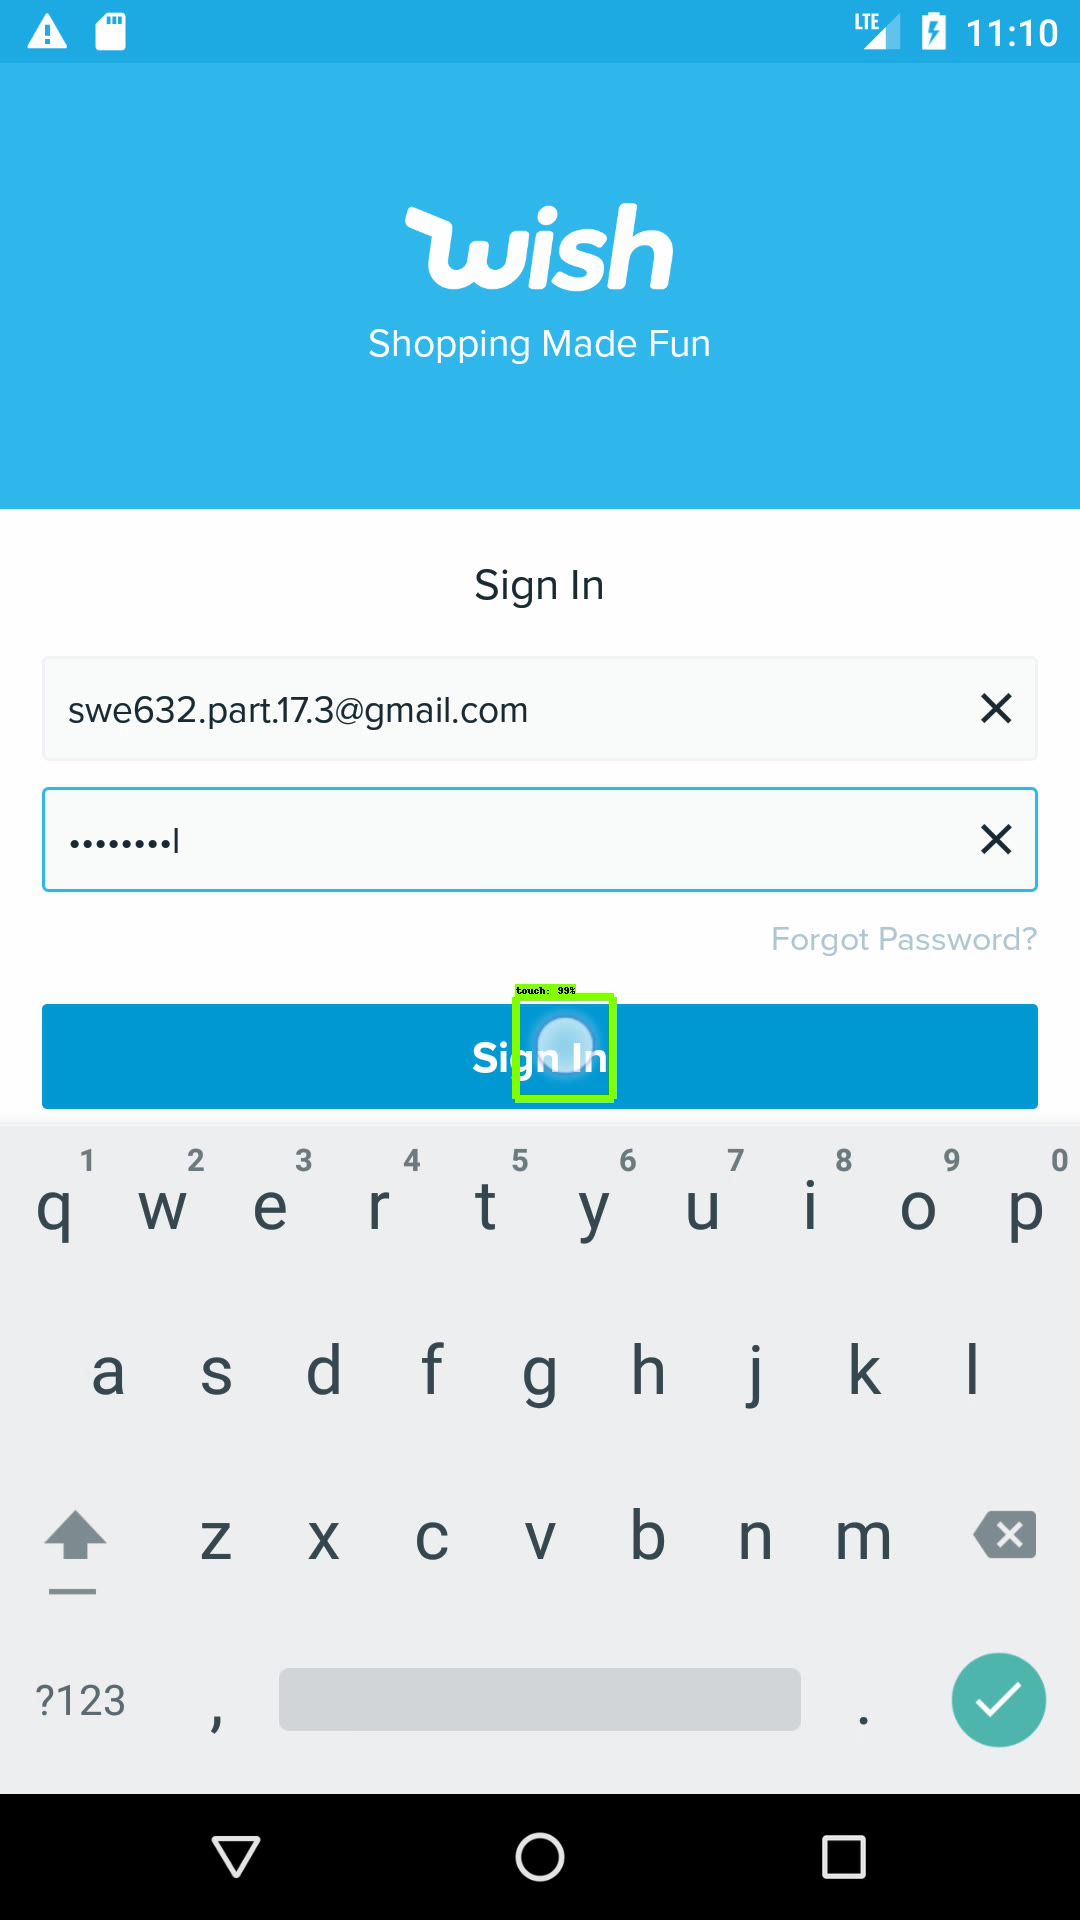 LTE 11:10
wish
Shopping Made Fun
Sign In
swe632.part.17.3@gmail.com
••••••••
Forgot Password?
touch: 99%
Sign In
1 2 3 4 5 6 7 8 9 0
q w e r t y u i o p
a s d f g h j k l
z x c v b n m
?123 , .